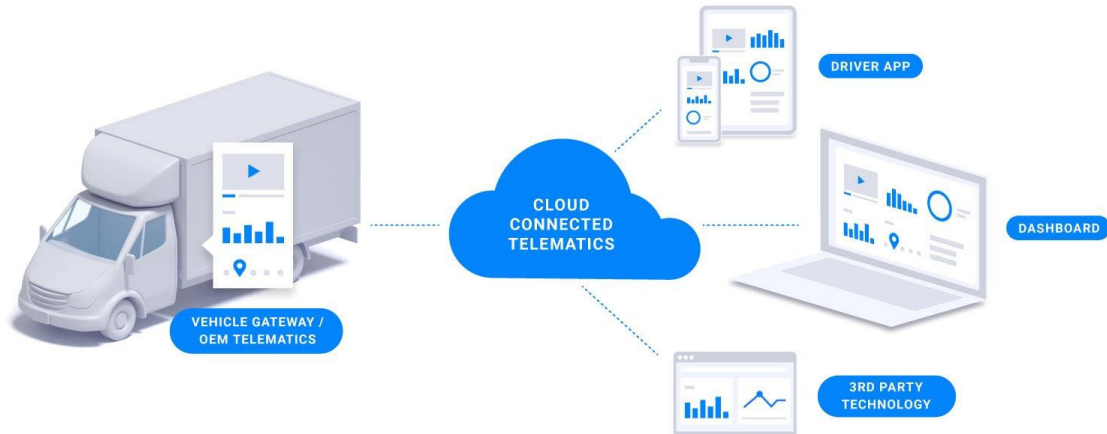 DRIVER APP
CLOUD
CONNECTED
TELEMATICS
DASHBOARD
VEHICLE GATEWAY /
OEM TELEMATICS
3RD PARTY
TECHNOLOGY